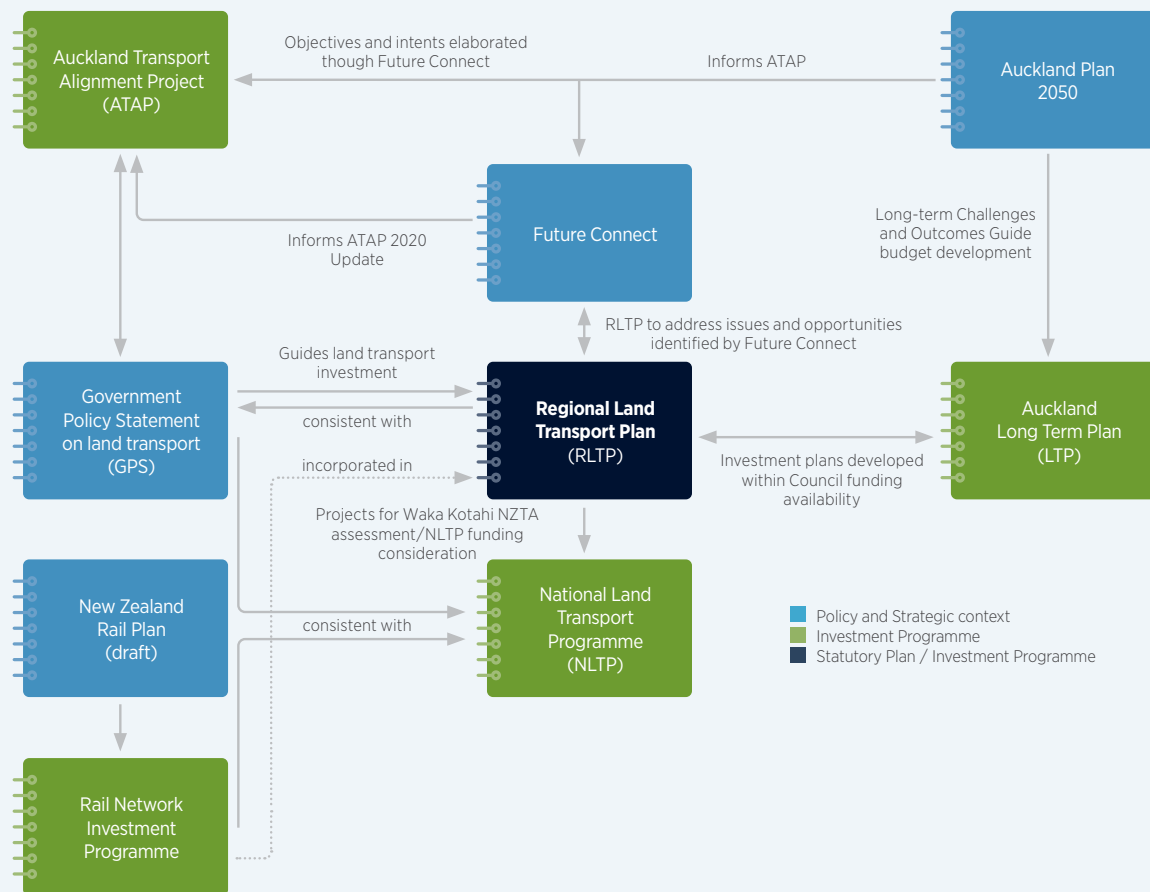 Auckland Transport
Alignment Project
(ATAP)
Objectives and intents elaborated
though Future Connect
Informs ATAP
Auckland Plan
2050
Future Connect
Informs ATAP 2020
Update
Long-term Challenges
and Outcomes Guide
budget development
RLTP to address issues and opportunities
identified by Future Connect
Government
Policy Statement
on land transport
(GPS)
Guides land transport
investment
consistent with
incorporated in
Regional Land
Transport Plan
(RLTP)
Investment plans developed
within Council funding
availability
Auckland
Long Term Plan
(LTP)
Projects for Waka Kotahi NZTA
assessment/NLTP funding
consideration
New Zealand
Rail Plan
(draft)
consistent with
National Land
Transport
Programme
(NLTP)
Policy and Strategic context
Investment Programme
Statutory Plan / Investment Programme
Rail Network
Investment
Programme